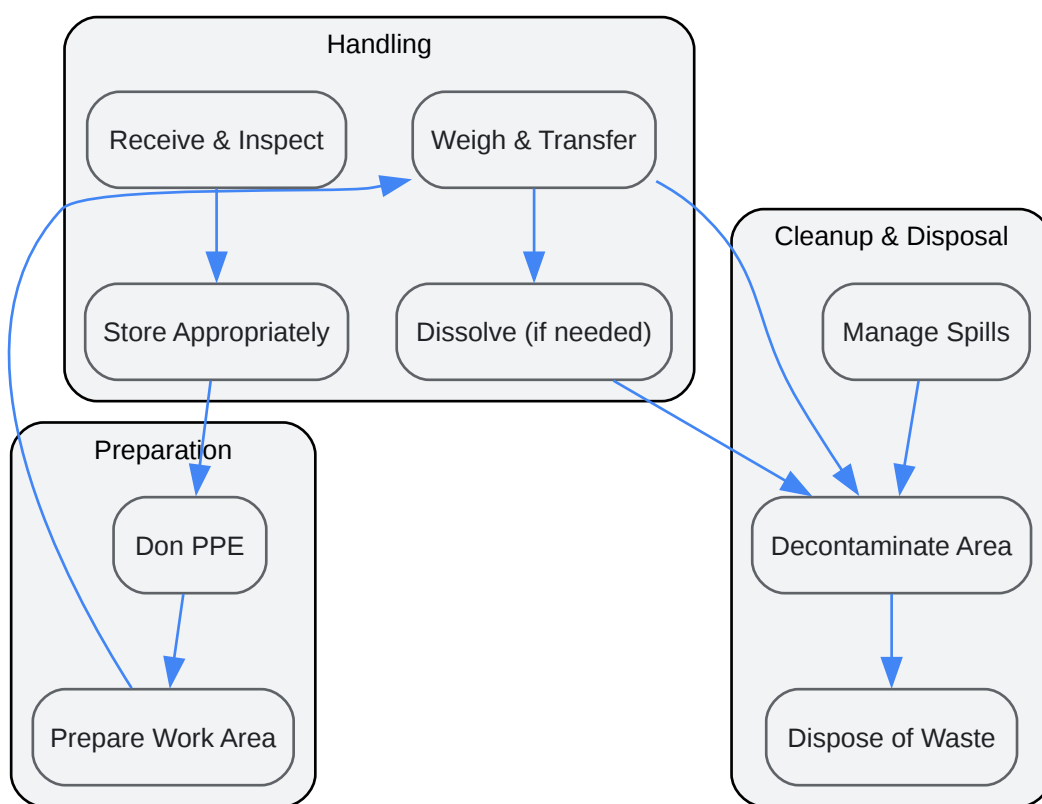 Handling
Receive & Inspect
Weigh & Transfer
Store Appropriately
Dissolve (if needed)
Cleanup & Disposal
Manage Spills
Preparation
Don PPE
Decontaminate Area
Prepare Work Area
Dispose of Waste